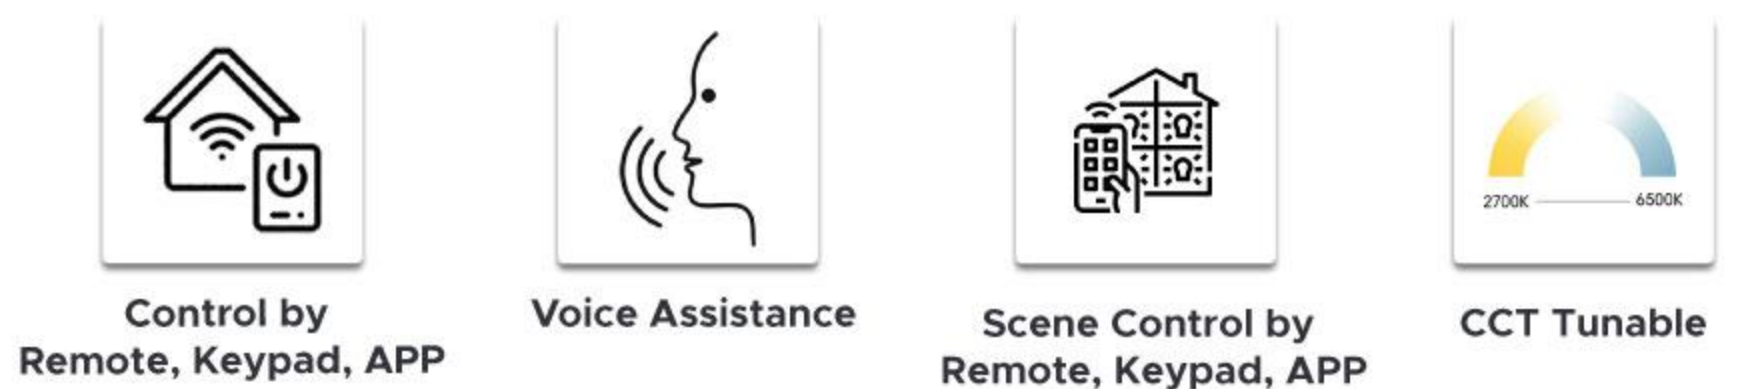 Control by
Remote, Keypad, APP
Voice Assistance
Scene Control by
Remote, Keypad, APP
2700K
6500K
CCT Tunable